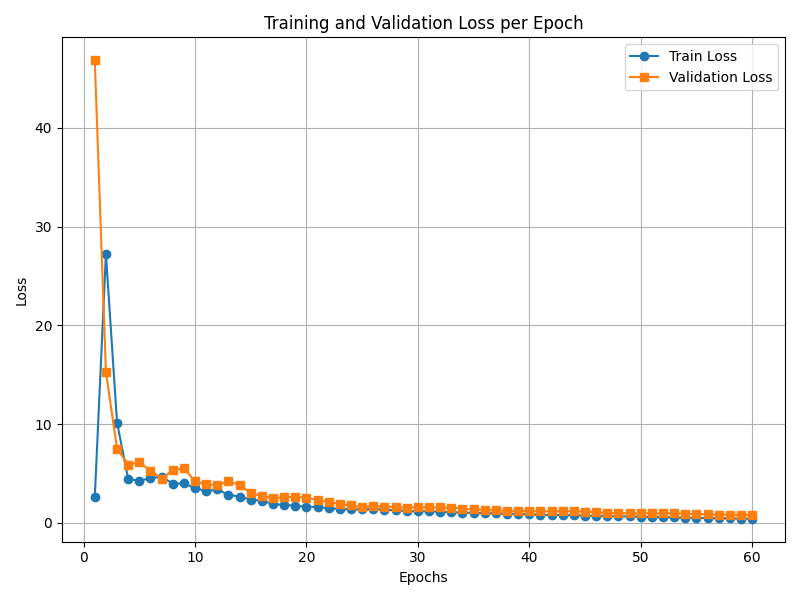 Training and Validation Loss per Epoch
Train Loss
Validation Loss
Loss
40
30
20
10
0
0 10 20 30 40 50 60
Epochs